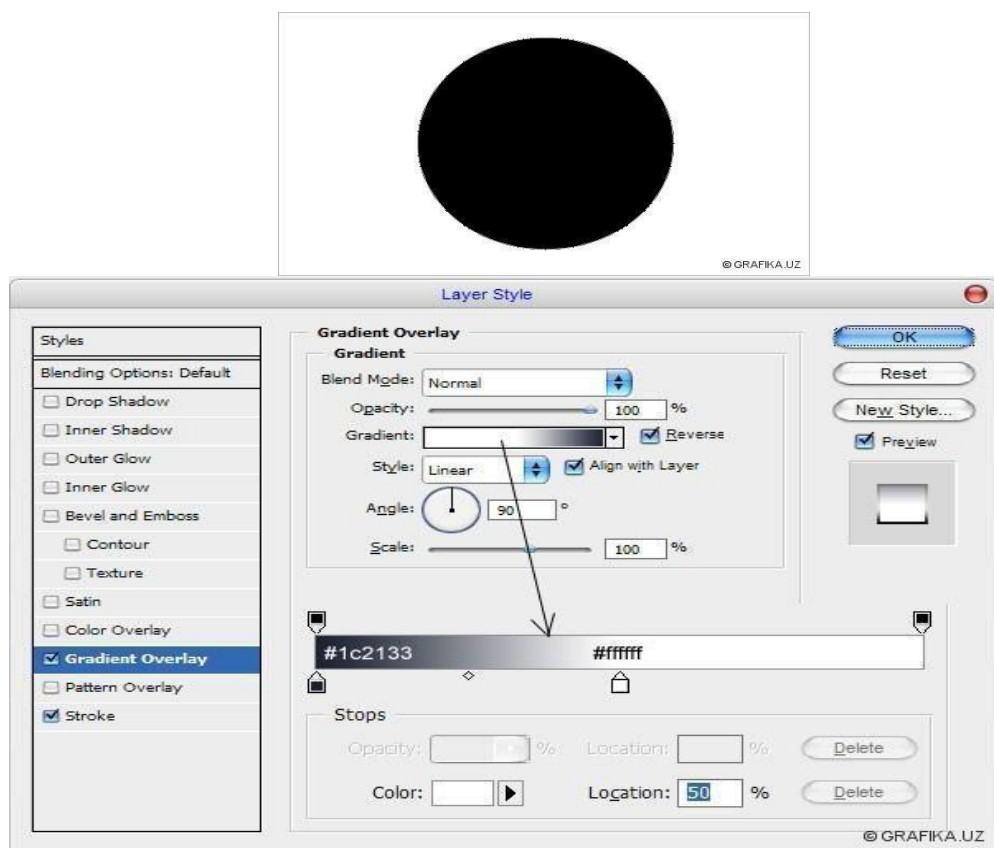 © GRAFIKA.UZ
Layer Style
Styles
Blending Options: Default
Drop Shadow
Inner Shadow
Outer Glow
Inner Glow
Bevel and Emboss
Contour
Texture
Satin
Color Overlay
Gradient Overlay
Pattern Overlay
Stroke
Gradient Overlay
Gradient
Blend Mode: Normal
Opacity: 100 %
Gradient: Reverse
Style: Linear Align with Layer
Angle: 90 °
Scale: 100 %
OK
Reset
New Style...
Preview
#1c2133 #ffffff
Stops
Opacity: % Location: % Delete
Color: Location: 50 % Delete
© GRAFIKA.UZ